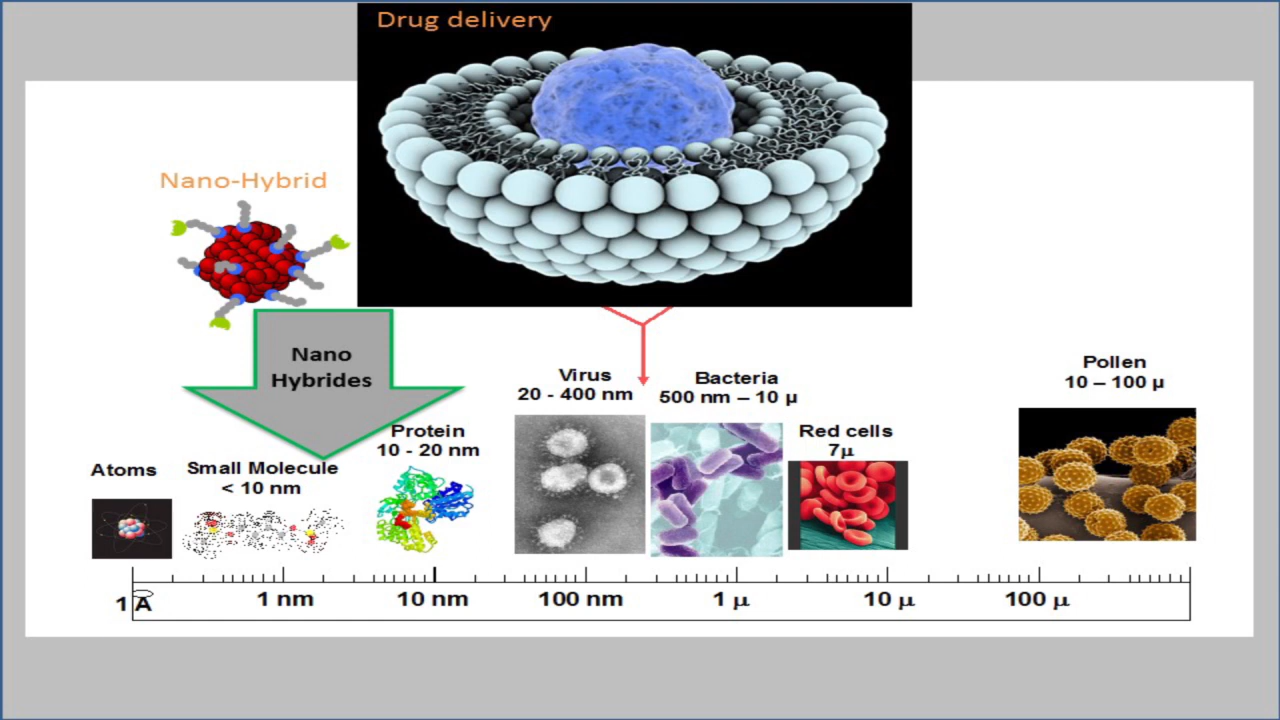 Drug delivery
Nano-Hybrid
Nano
Hybrides
Virus
20 - 400 nm
Bacteria
500 nm – 10 µ
Pollen
10 – 100 µ
Protein
10 - 20 nm
Red cells
7µ
Atoms
Small Molecule
< 10 nm
1 Å 1 nm 10 nm 100 nm 1 µ 10 µ 100 µ